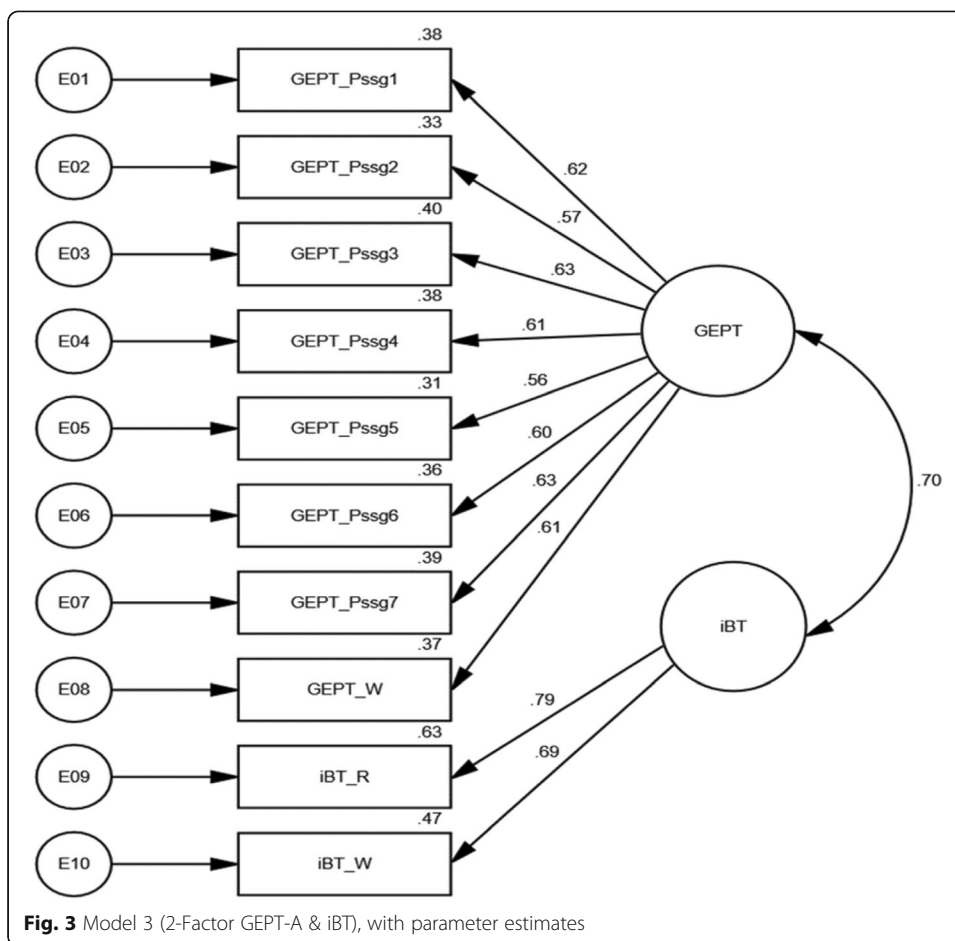 .38
E01 GEPT_Pssg1
.33
E02 GEPT_Pssg2
.62
.40
.57
E03 GEPT_Pssg3
.63
.38
E04 GEPT_Pssg4
.61
GEPT
.31
E05 GEPT_Pssg5
.56
.36
.60
E06 GEPT_Pssg6
.63
.70
.39
.61
E07 GEPT_Pssg7
.37
iBT
E08 GEPT_W
.63
.79
E09 iBT_R
.69
.47
E10 iBT_W
Fig. 3 Model 3 (2-Factor GEPT-A & iBT), with parameter estimates